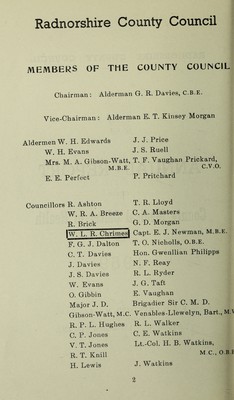 Radnorshire County Council
MEMBERS OF THE COUNTY COUNCIL
Chairman: Alderman G. R. Davies, C.B.E.
Vice-Chairman: Alderman E. T. Kinsey Morgan
Aldermen W. H. Edwards J. J. Price
W. H. Evans J. S. Ruell
Mrs. M. A. Gibson-Watt, T. F. Vaughan Prickard,
M.B.E. C.V.O.
E. E. Perfect P. Pritchard
Councillors R. Ashton T. R. Lloyd
W. R. A. Breeze C. A. Masters
R. Brick G. D. Morgan
W. L. R. Chrimes Capt. E. J. Newman, M.B.E.
F. G. J. Dalton T. O. Nicholls, O.B.E.
C. T. Davies Hon. Gwenllian Philipps
J. Davies N. F. Reay
J. S. Davies R. L. Ryder
W. Evans J. G. Taft
O. Gibbin E. Vaughan
Major J. D. Brigadier Sir C. M. D.
Gibson-Watt, M.C. Venables-Llewelyn, Bart.,
R. P. L. Hughes R. L. Walker
C. P. Jones C. E. Watkins
V. T. Jones Lt.-Col. H. B. Watkins,
R. T. Knill M.C., O.B.E.
H. Lewis J. Watkins
2